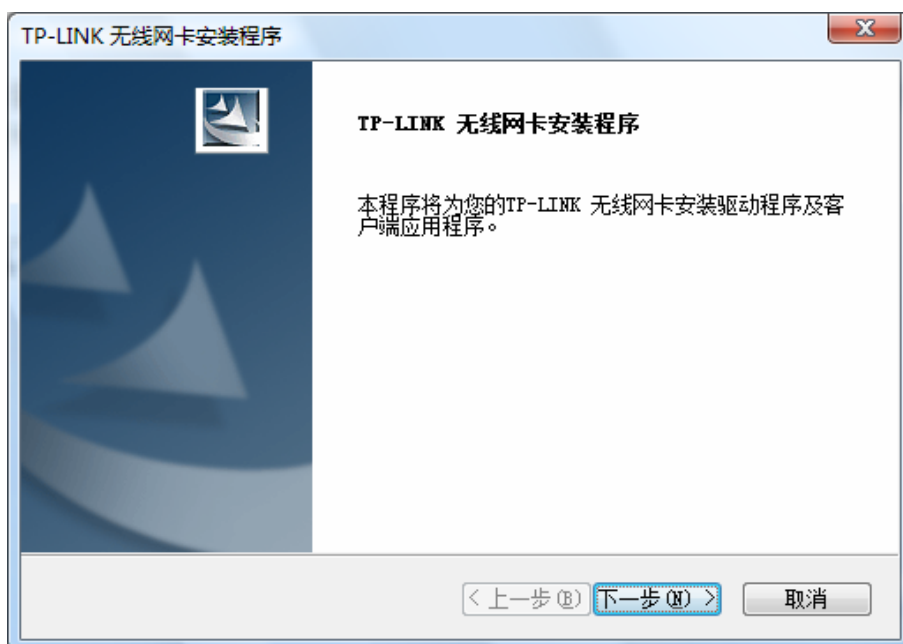 TP-LINK 无线网卡安装程序
TP-LINK 无线网卡安装程序
本程序将为您的TP-LINK 无线网卡安装驱动程序及客
户端应用程序。
< 上一步(B) 下一步(N) > 取消